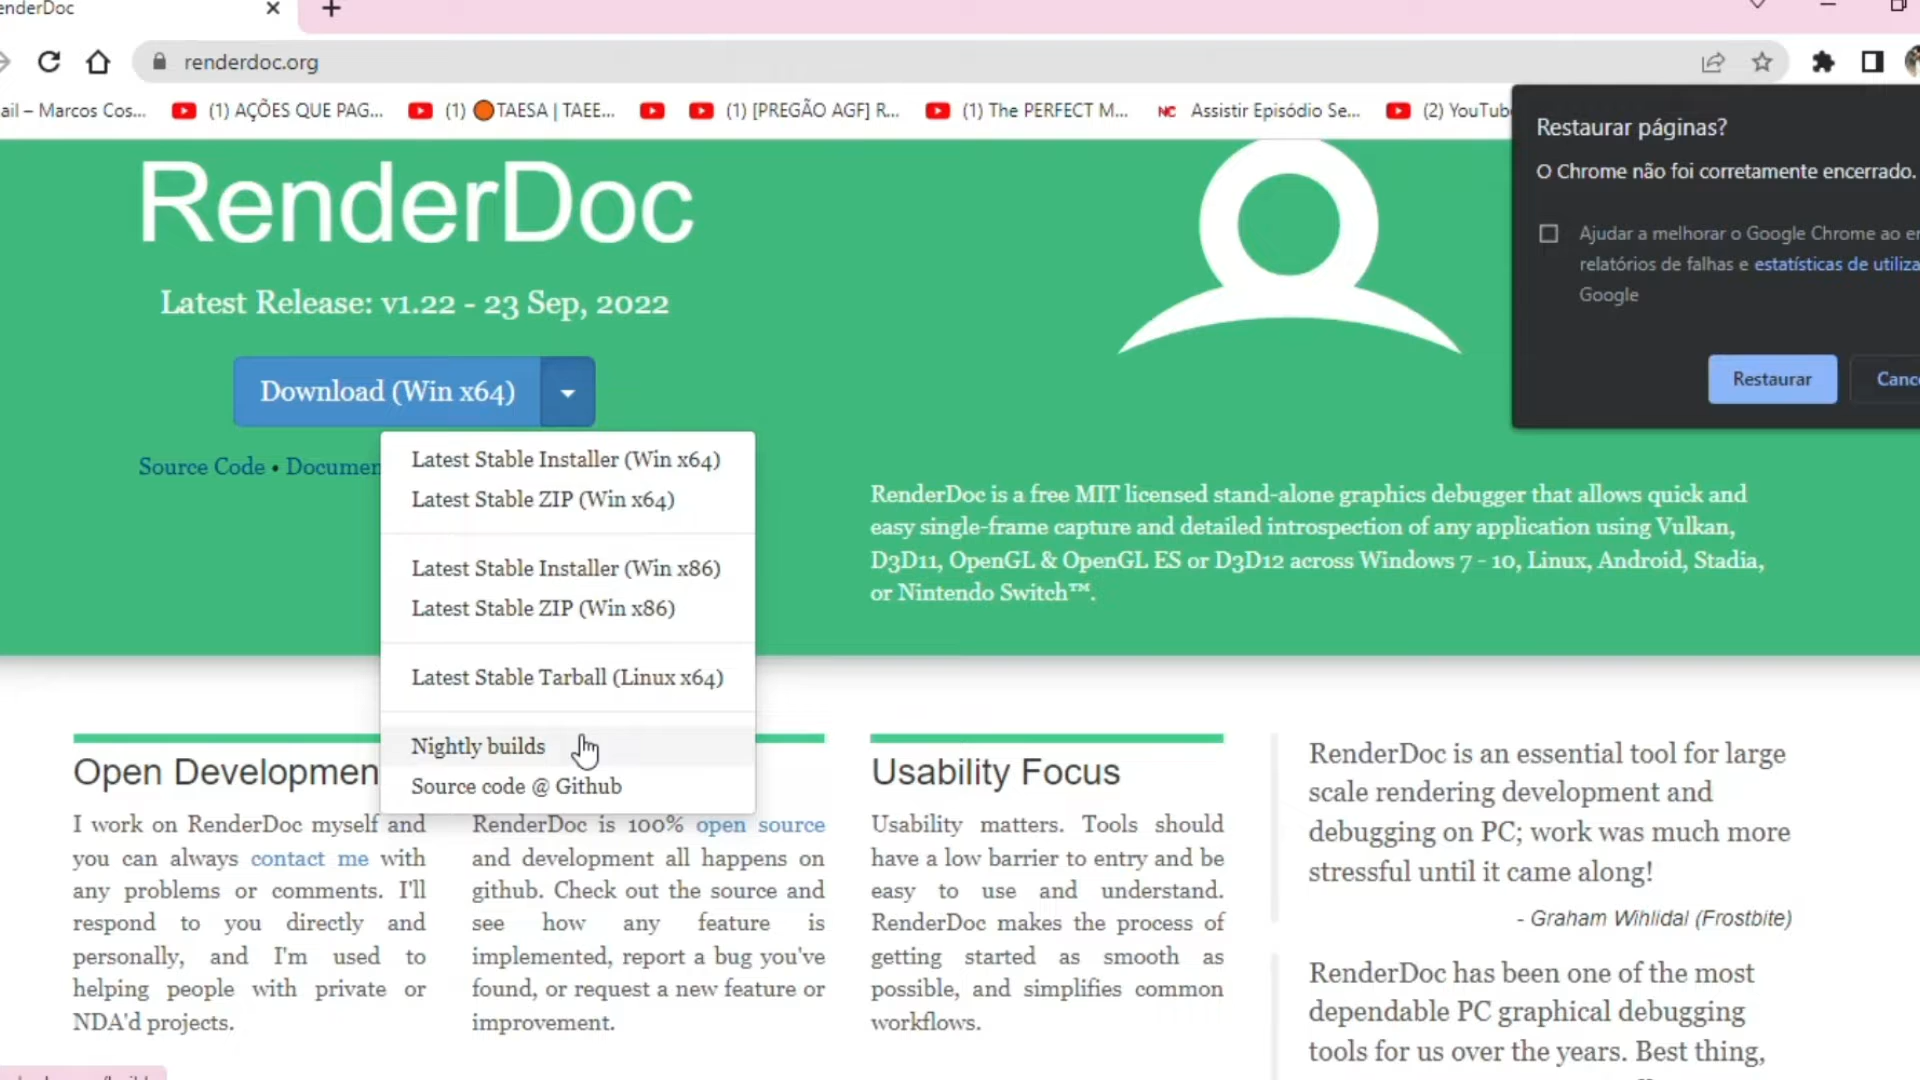 RenderDoc
renderdoc.org
ail – Marcos Cos...
(1) AÇÕES QUE PAG...
(1) TAESA | TAEE...
(1) [PREGÃO AGF] R...
(1) The PERFECT M...
NC Assistir Episódio Se...
(2) YouTub
Restaurar páginas?
O Chrome não foi corretamente encerrado.
Ajudar a melhorar o Google Chrome ao en
relatórios de falhas e estatísticas de utiliza
Google
Restaurar
Cance
RenderDoc
Latest Release: v1.22 - 23 Sep, 2022
Download (Win x64)
Source Code • Documen
Latest Stable Installer (Win x64)
Latest Stable ZIP (Win x64)
Latest Stable Installer (Win x86)
Latest Stable ZIP (Win x86)
Latest Stable Tarball (Linux x64)
Nightly builds
Source code @ Github
RenderDoc is a free MIT licensed stand-alone graphics debugger that allows quick and
easy single-frame capture and detailed introspection of any application using Vulkan,
D3D11, OpenGL & OpenGL ES or D3D12 across Windows 7 - 10, Linux, Android, Stadia,
or Nintendo Switch™.
Open Developmen
I work on RenderDoc myself and
you can always contact me with
any problems or comments. I'll
respond to you directly and
personally, and I'm used to
helping people with private or
NDA'd projects.
RenderDoc is 100% open source
and development all happens on
github. Check out the source and
see how any feature is
implemented, report a bug you've
found, or request a new feature or
improvement.
Usability Focus
Usability matters. Tools should
have a low barrier to entry and be
easy to use and understand.
RenderDoc makes the process of
getting started as smooth as
possible, and simplifies common
workflows.
RenderDoc is an essential tool for large
scale rendering development and
debugging on PC; work was much more
stressful until it came along!
- Graham Wihlidal (Frostbite)
RenderDoc has been one of the most
dependable PC graphical debugging
tools for us over the years. Best thing,